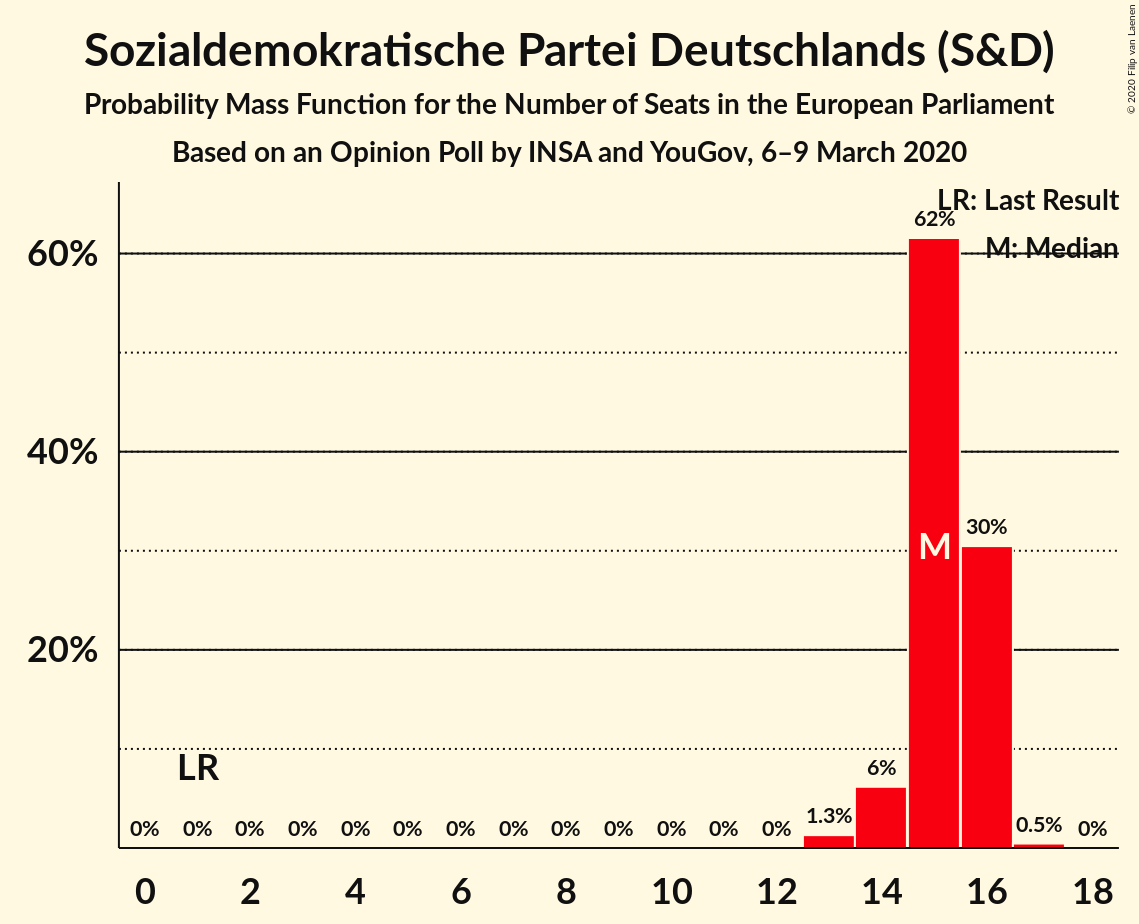 Sozialdemokratische Partei Deutschlands (S&D)
Probability Mass Function for the Number of Seats in the European Parliament
Based on an Opinion Poll by INSA and YouGov, 6–9 March 2020
© 2020 Filip van Laenen
LR: Last Result
M: Median
62%
60%
40%
30%
M
20%
LR
6%
1.3%
0.5%
0% 0% 0% 0% 0% 0% 0% 0% 0% 0% 0% 0% 0% 0%
0 2 4 6 8 10 12 14 16 18